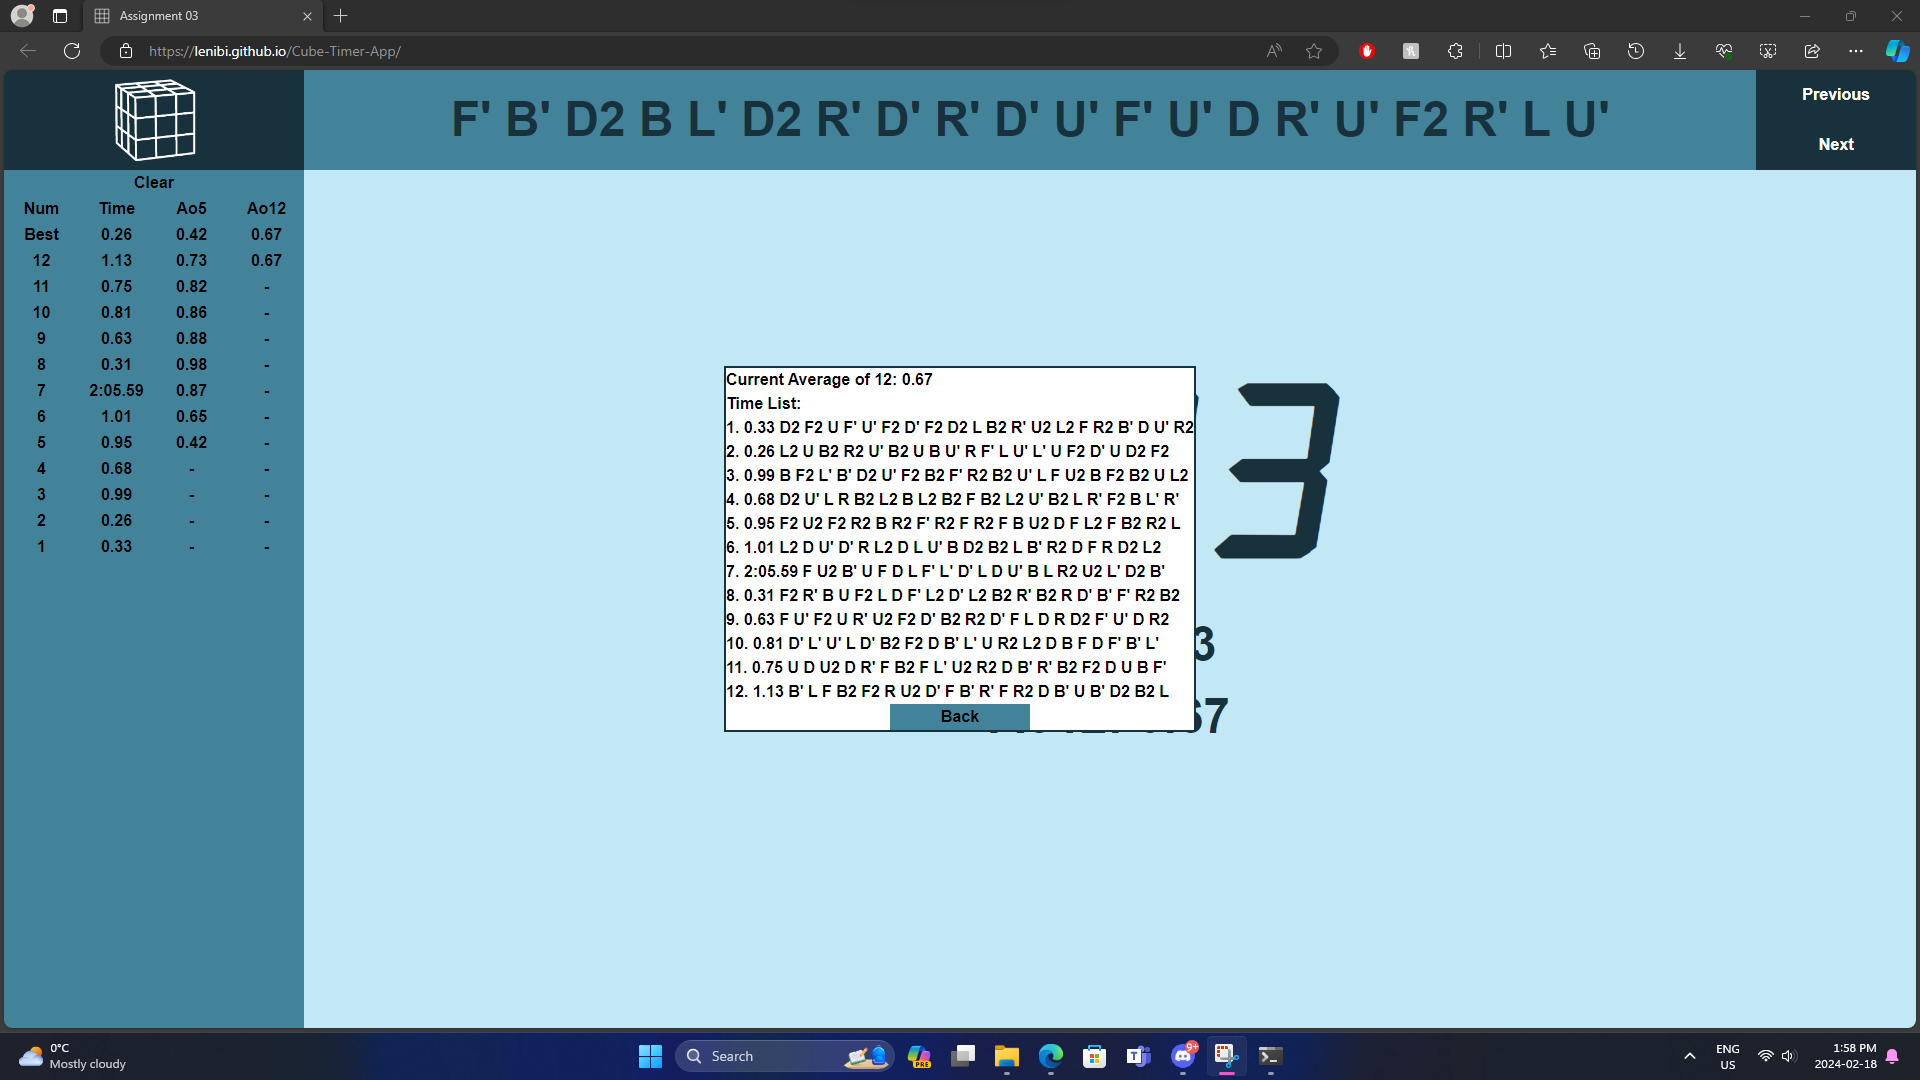 Assignment 03
https://lenibi.github.io/Cube-Timer-App/
F' B' D2 B L' D2 R' D' R' D' U' F' U' D R' U' F2 R' L U'
Previous
Next
Clear
Num Time Ao5 Ao12
Best 0.26 0.42 0.67
12 1.13 0.73 0.67
11 0.75 0.82 -
10 0.81 0.86 -
9 0.63 0.88 -
8 0.31 0.98 -
7 2:05.59 0.87 -
6 1.01 0.65 -
5 0.95 0.42 -
4 0.68 - -
3 0.99 - -
2 0.26 - -
1 0.33 - -
Current Average of 12: 0.67
Time List:
1. 0.33 D2 F2 U F' U' F2 D' F2 D2 L B2 R' U2 L2 F R2 B' D U' R2
2. 0.26 L2 U B2 R2 U' B2 U B U' R F' L U' L' U F2 D' U D2 F2
3. 0.99 B F2 L' B' D2 U' F2 B2 F' R2 B2 U' L F U2 B F2 B2 U L2
4. 0.68 D2 U' L R B2 L2 B L2 B2 F B2 L2 U' B2 L R' F2 B L' R'
5. 0.95 F2 U2 F2 R2 B R2 F' R2 F R2 F B U2 D F L2 F B2 R2 L
6. 1.01 L2 D U' D' R L2 D L U' B D2 B2 L B' R2 D F R D2 L2
7. 2:05.59 F U2 B' U F D L F' L' D' L D U' B L R2 U2 L' D2 B'
8. 0.31 F2 R' B U F2 L D F' L2 D' L2 B2 R' B2 R D' B' F' R2 B2
9. 0.63 F U' F2 U R' U2 F2 D' B2 R2 D' F L D R D2 F' U' D R2
10. 0.81 D' L' U' L D' B2 F2 D B' L' U R2 L2 D B F D F' B' L'
11. 0.75 U D U2 D R' F B2 F L' U2 R2 D B' R' B2 F2 D U B F'
12. 1.13 B' L F B2 F2 R U2 D' F B' R' F R2 D B' U B' D2 B2 L
Back
3
3
67
0°C
Mostly cloudy
Search
PRE
9+
ENG
US
1:58 PM
2024-02-18